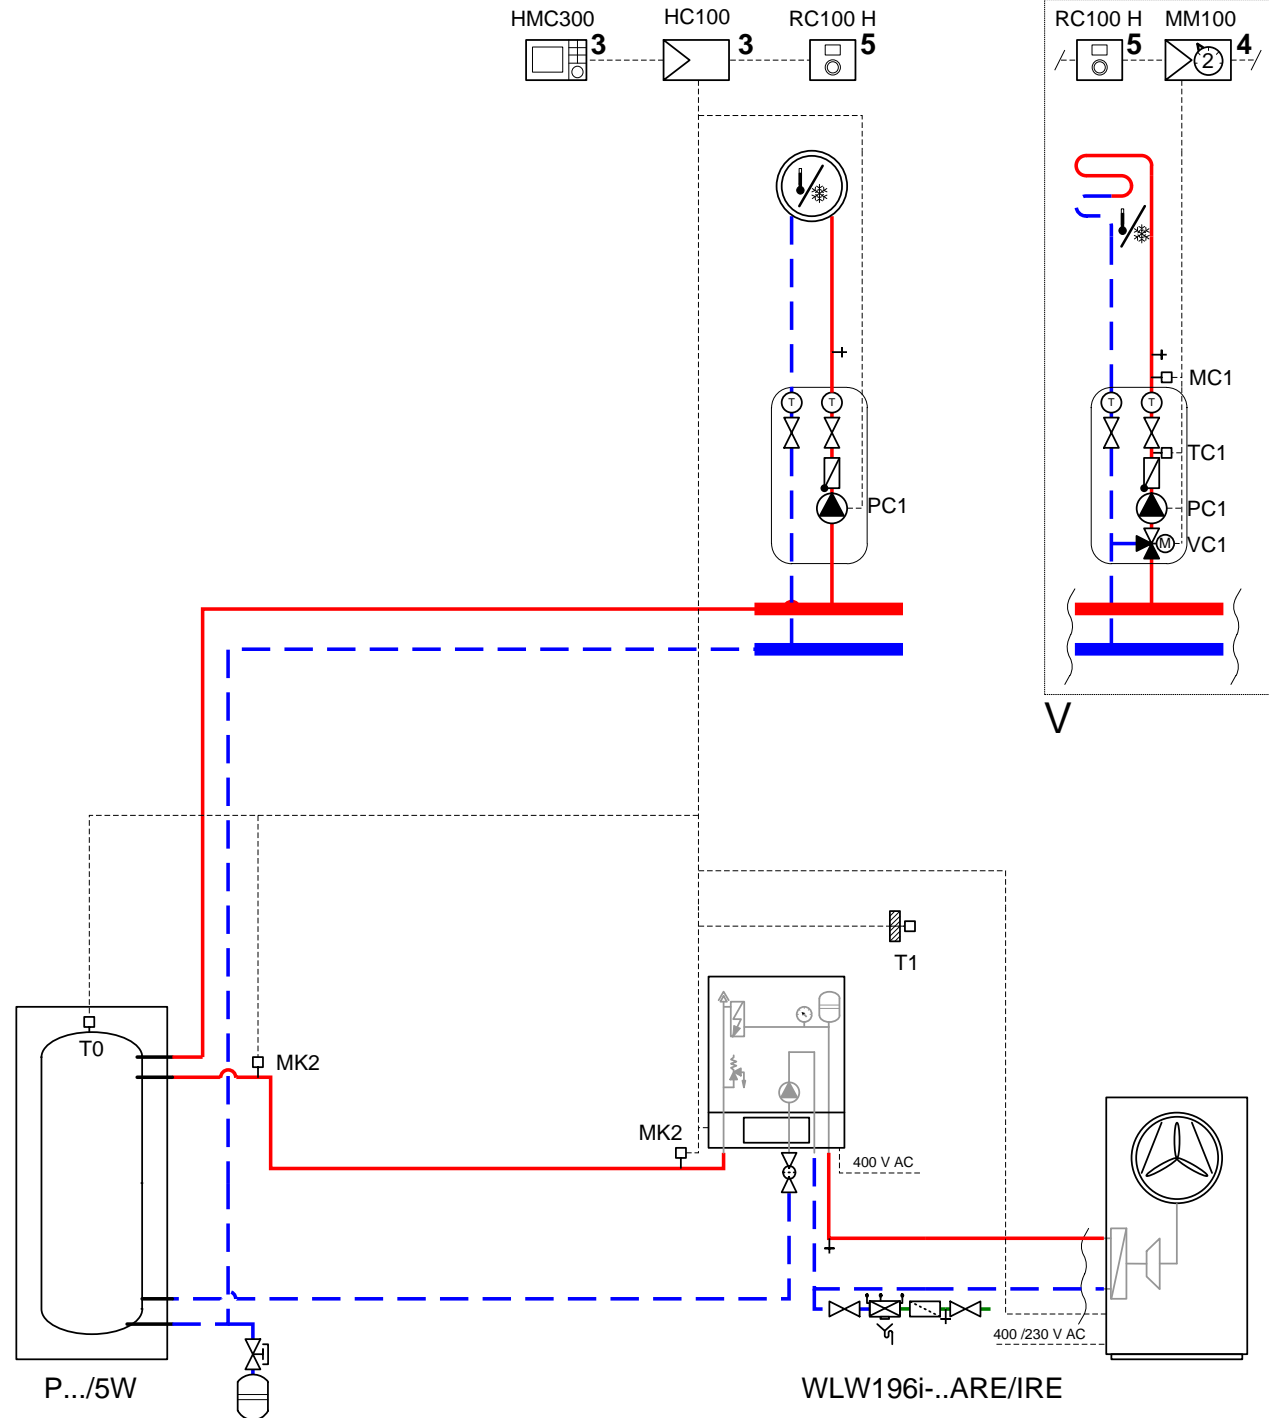 HMC300 HC100 RC100 H RC100 H MM100
3 3 5 5 4
2
T T T T
MC1
TC1
PC1 PC1
M VC1
V
T1
T0
MK2
MK2
400 V AC
400 /230 V AC
P.../5W WLW196i-..ARE/IRE